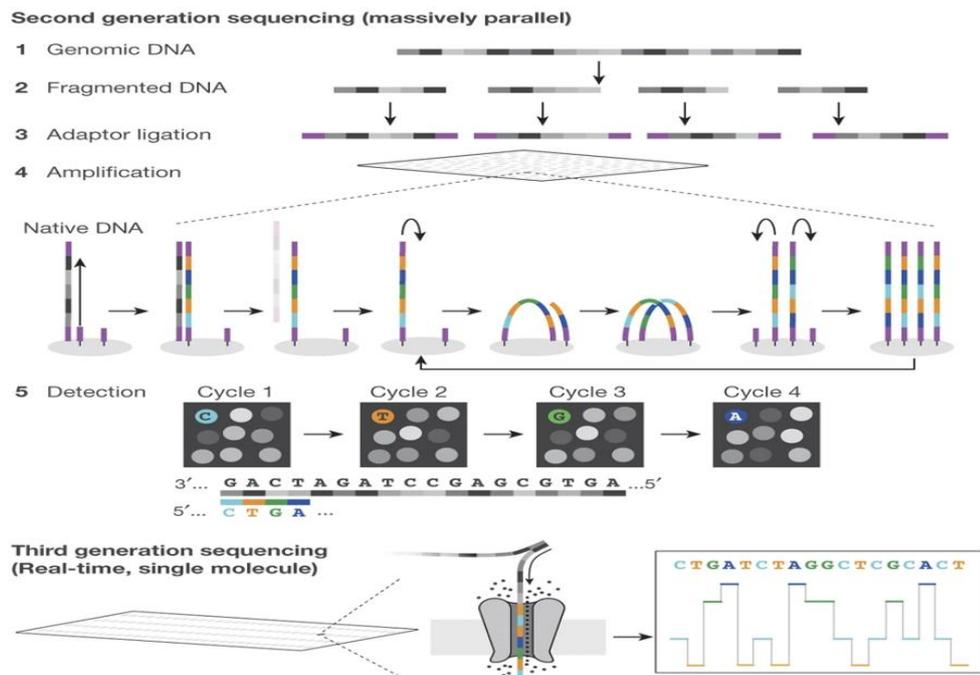 Second generation sequencing (massively parallel)
1 Genomic DNA
2 Fragmented DNA
3 Adaptor ligation
4 Amplification
Native DNA
5 Detection
Cycle 1 Cycle 2 Cycle 3 Cycle 4
C T G A
3′... G A C T A G A T C C G A G C G T G A ...5′
5′... C T G A ...
Third generation sequencing
(Real-time, single molecule)
C T G A T C T A G G C T C G C A C T